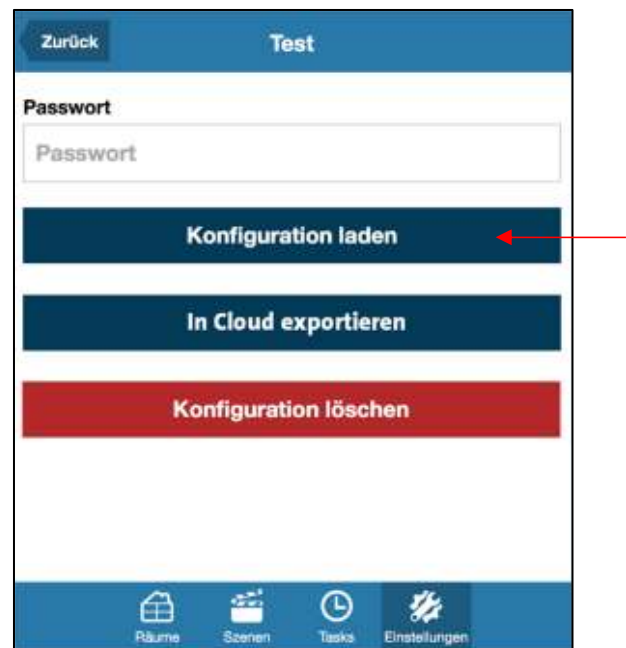 Zurück
Test
Passwort
Passwort
Konfiguration laden
In Cloud exportieren
Konfiguration löschen
Räume Szenen Tasks Einstellungen